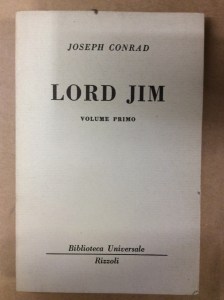 JOSEPH CONRAD
LORD JIM
VOLUME PRIMO
Biblioteca Universale
Rizzoli